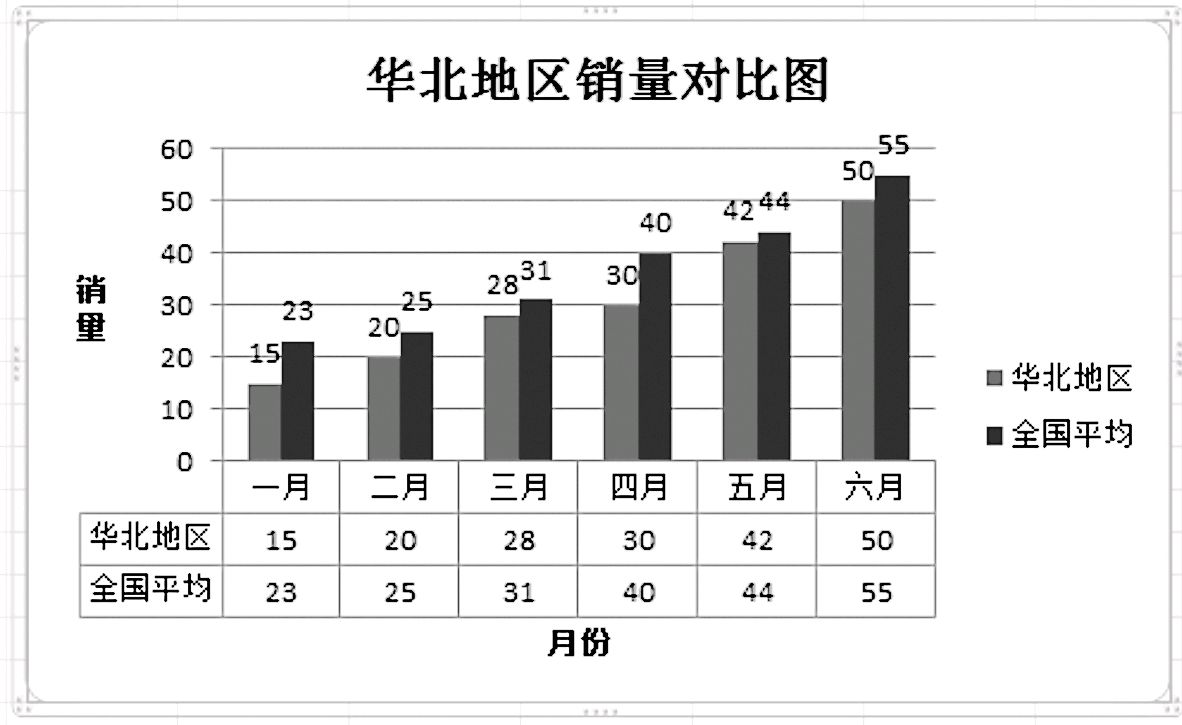 华北地区销量对比图
60
50
40
30
20
10
0
销量
15 23 20 25 28 31 30 40 42 44 50 55
华北地区
全国平均
一月 二月 三月 四月 五月 六月
华北地区 15 20 28 30 42 50
全国平均 23 25 31 40 44 55
月份